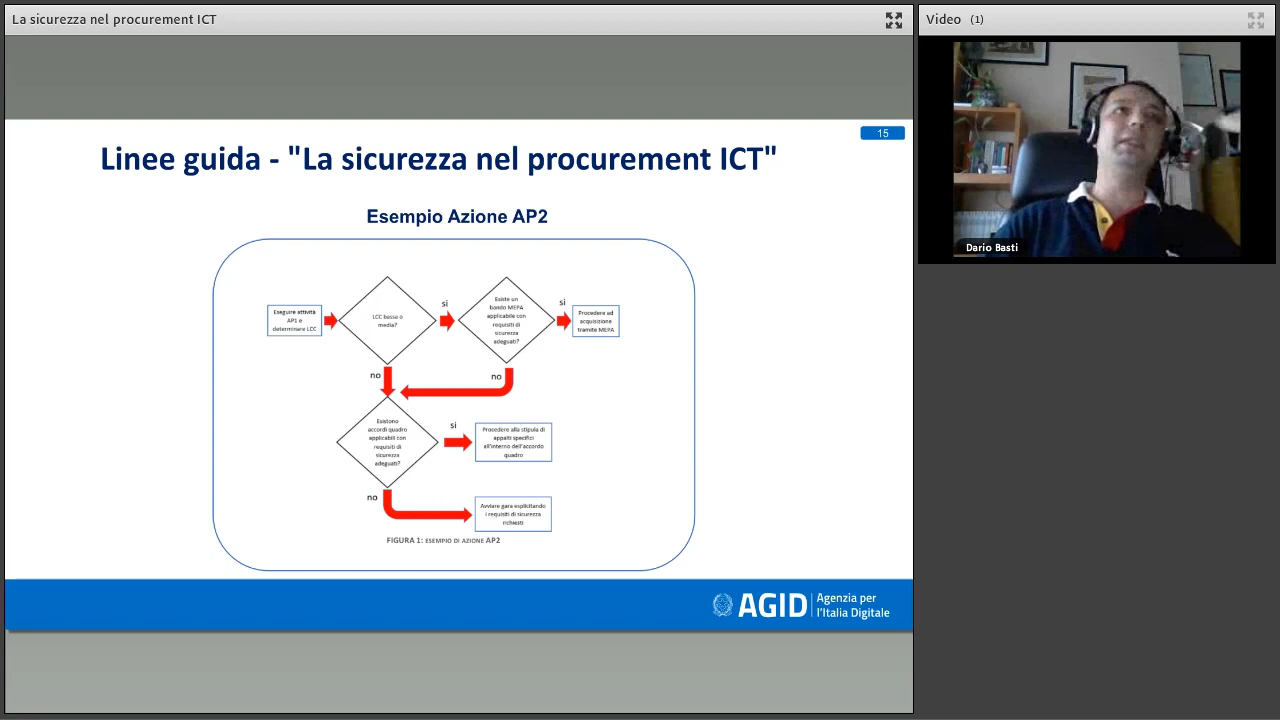 La sicurezza nel procurement ICT
Video (1)
Dario Basti
15
Linee guida - "La sicurezza nel procurement ICT"
Esempio Azione AP2
Eseguire attività
AP1 e
determinare LCC
LCC bassa o
media?
si
Esiste un
bando MEPA
applicabile con
requisiti di
sicurezza
adeguati?
si
Procedere ad
acquisizione
tramite MEPA
no
no
Esistono
accordi quadro
applicabili con
requisiti di
sicurezza
adeguati?
si
Procedere alla stipula di
appalti specifici
all'interno dell'accordo
quadro
no
Avviare gara esplicitando
i requisiti di sicurezza
richiesti
FIGURA 1: ESEMPIO DI AZIONE AP2
AGID
Agenzia per
l'Italia Digitale